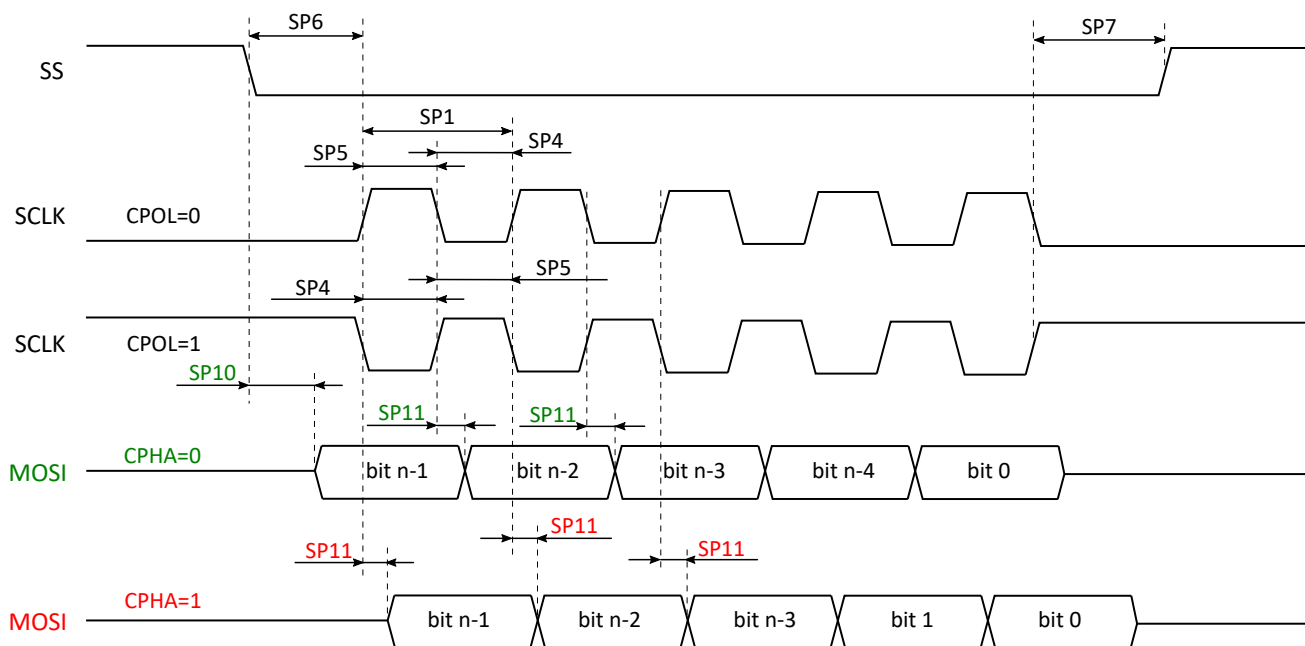 SP6
SP7
SS
SP1
SP4
SP5
SCLK CPOL=0
SP5
SP4
SCLK CPOL=1
SP10
SP11 SP11
MOSI CPHA=0 bit n-1 bit n-2 bit n-3 bit n-4 bit 0
SP11
SP11
SP11
MOSI CPHA=1 bit n-1 bit n-2 bit n-3 bit 1 bit 0